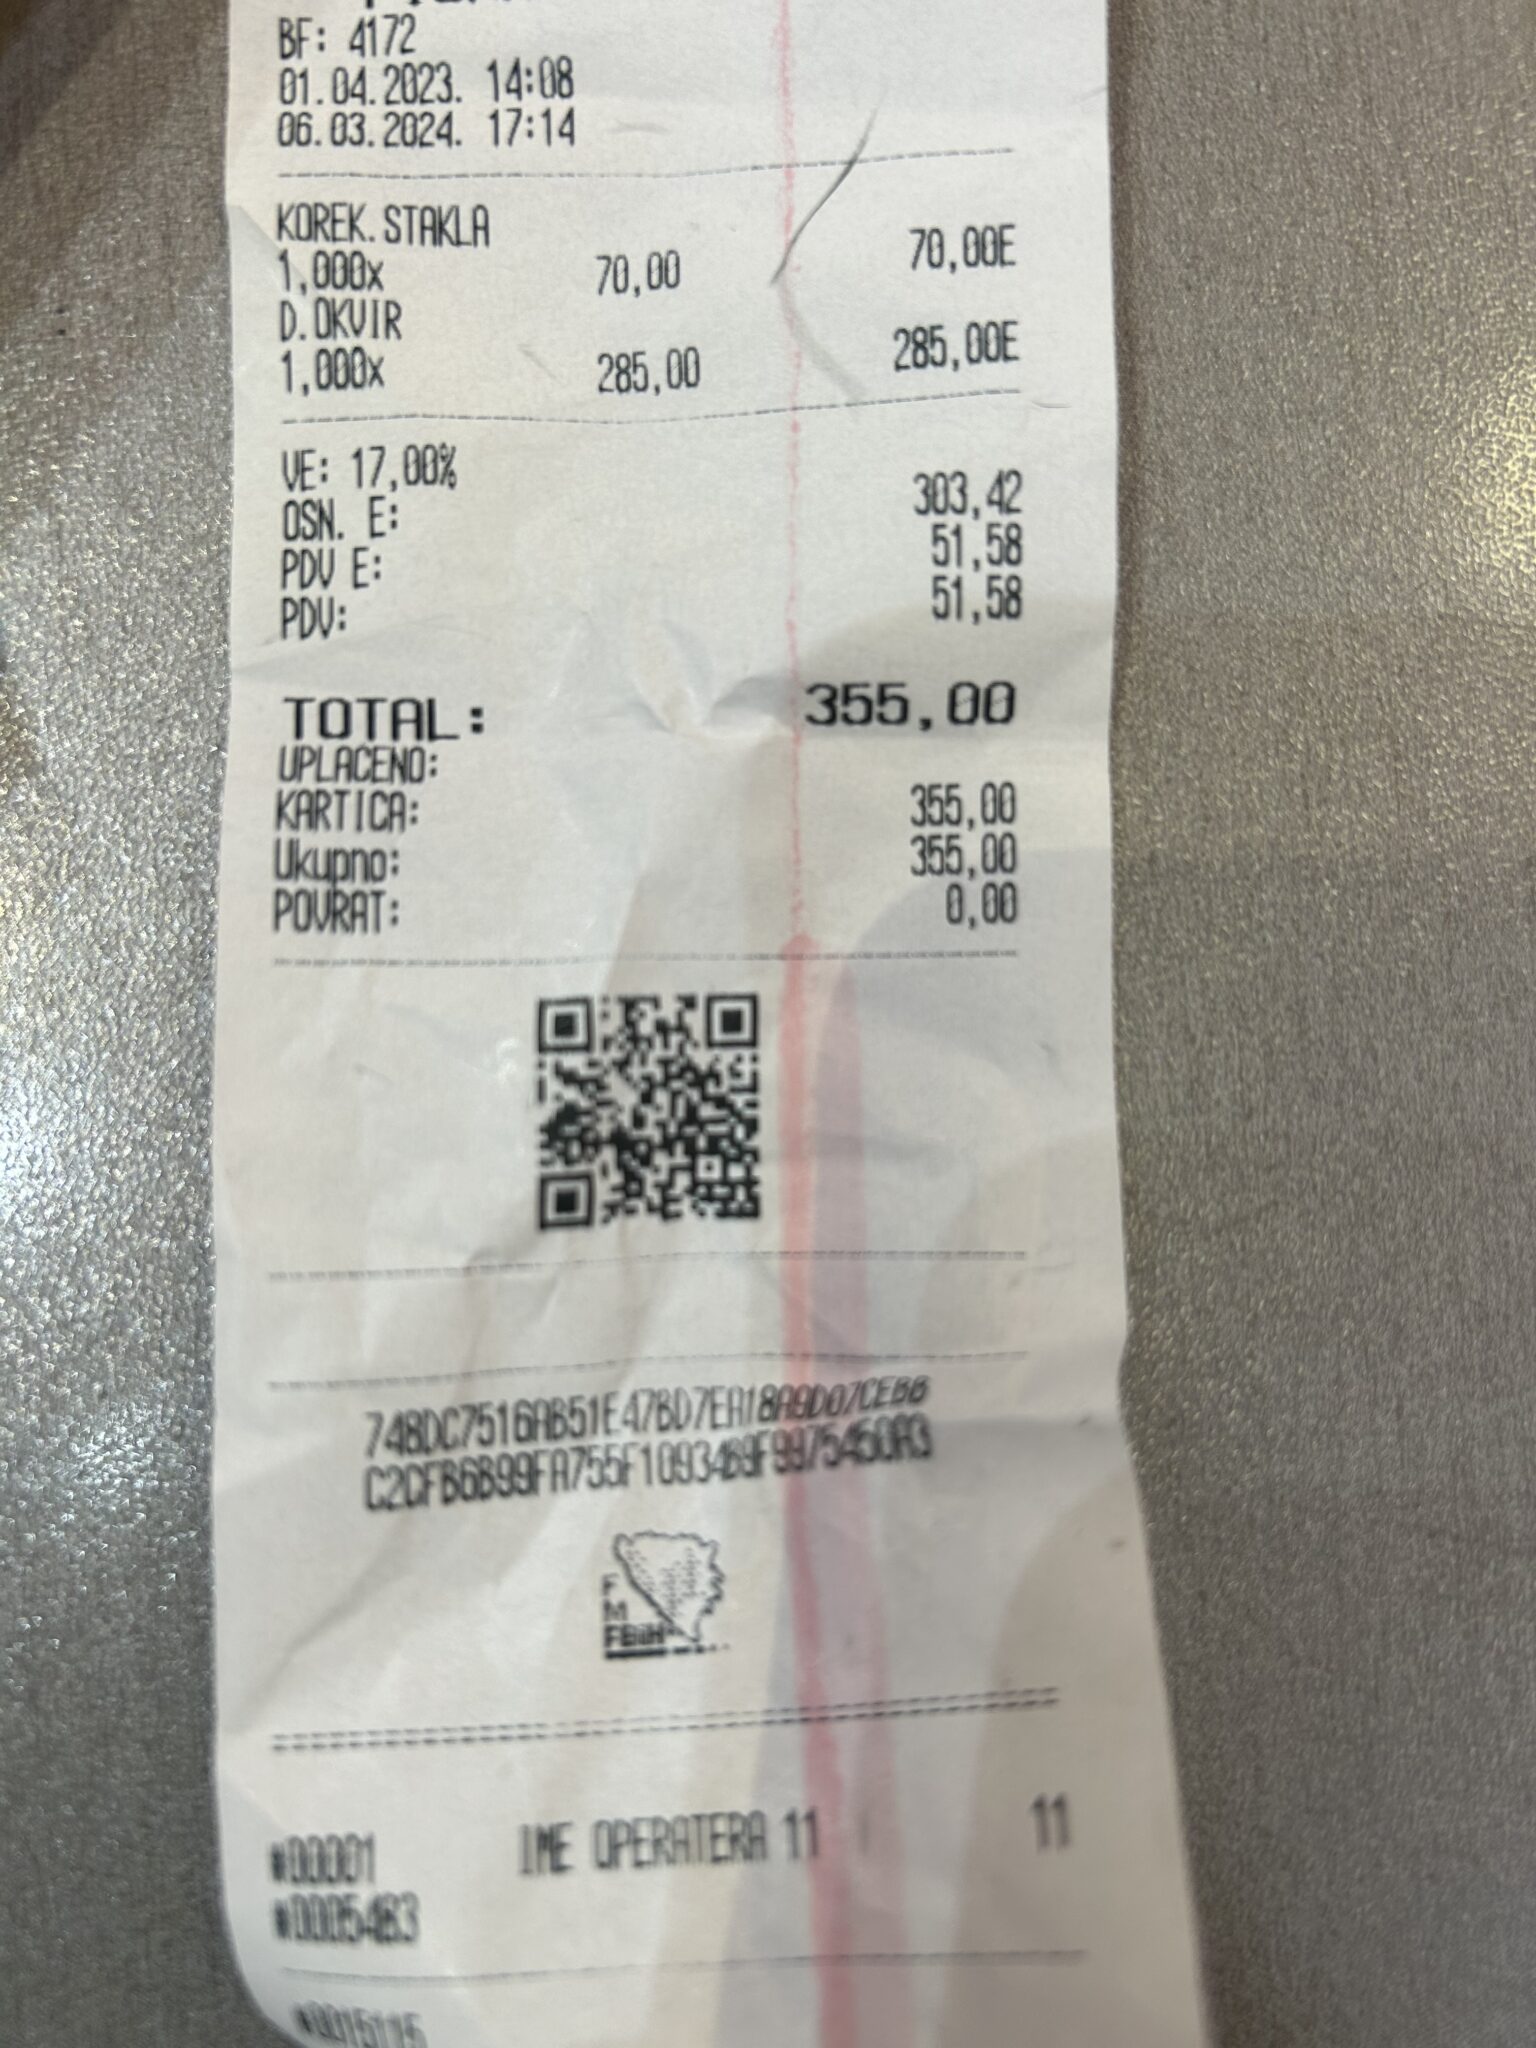 BF: 4172
01.04.2023. 14:08
06.03.2024. 17:14
KOREK.STAKLA
1,000x 70,00 70,00E
D.OKVIR
1,000x 285,00 285,00E
VE: 17,00%
OSN. E: 303,42
PDV E: 51,58
PDV: 51,58
TOTAL: 355,00
UPLACENO:
KARTICA: 355,00
Ukupno: 355,00
POVRAT: 0,00
F
M
FBiH
#00001 IME OPERATERA 11 11